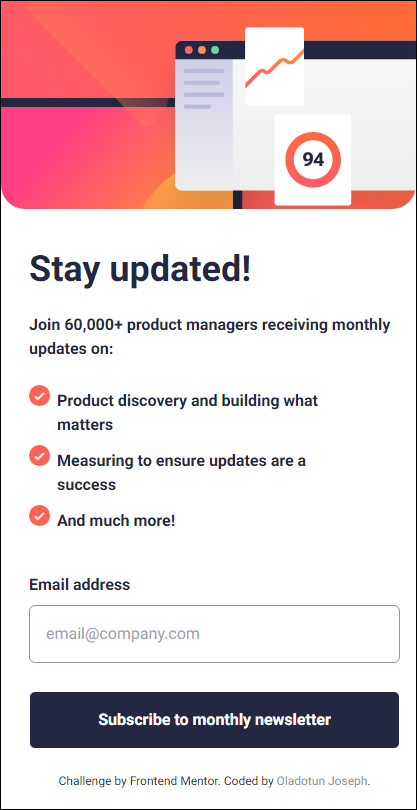 94
Stay updated!
Join 60,000+ product managers receiving monthly
updates on:
Product discovery and building what
matters
Measuring to ensure updates are a
success
And much more!
Email address
email@company.com
Subscribe to monthly newsletter
Challenge by Frontend Mentor. Coded by Oladotun Joseph.